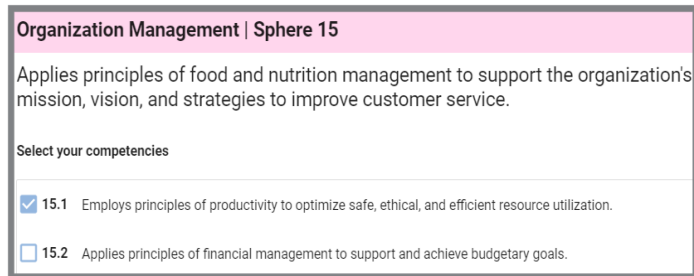 Organization Management | Sphere 15
Applies principles of food and nutrition management to support the organization's
mission, vision, and strategies to improve customer service.
Select your competencies
15.1 Employs principles of productivity to optimize safe, ethical, and efficient resource utilization.
15.2 Applies principles of financial management to support and achieve budgetary goals.